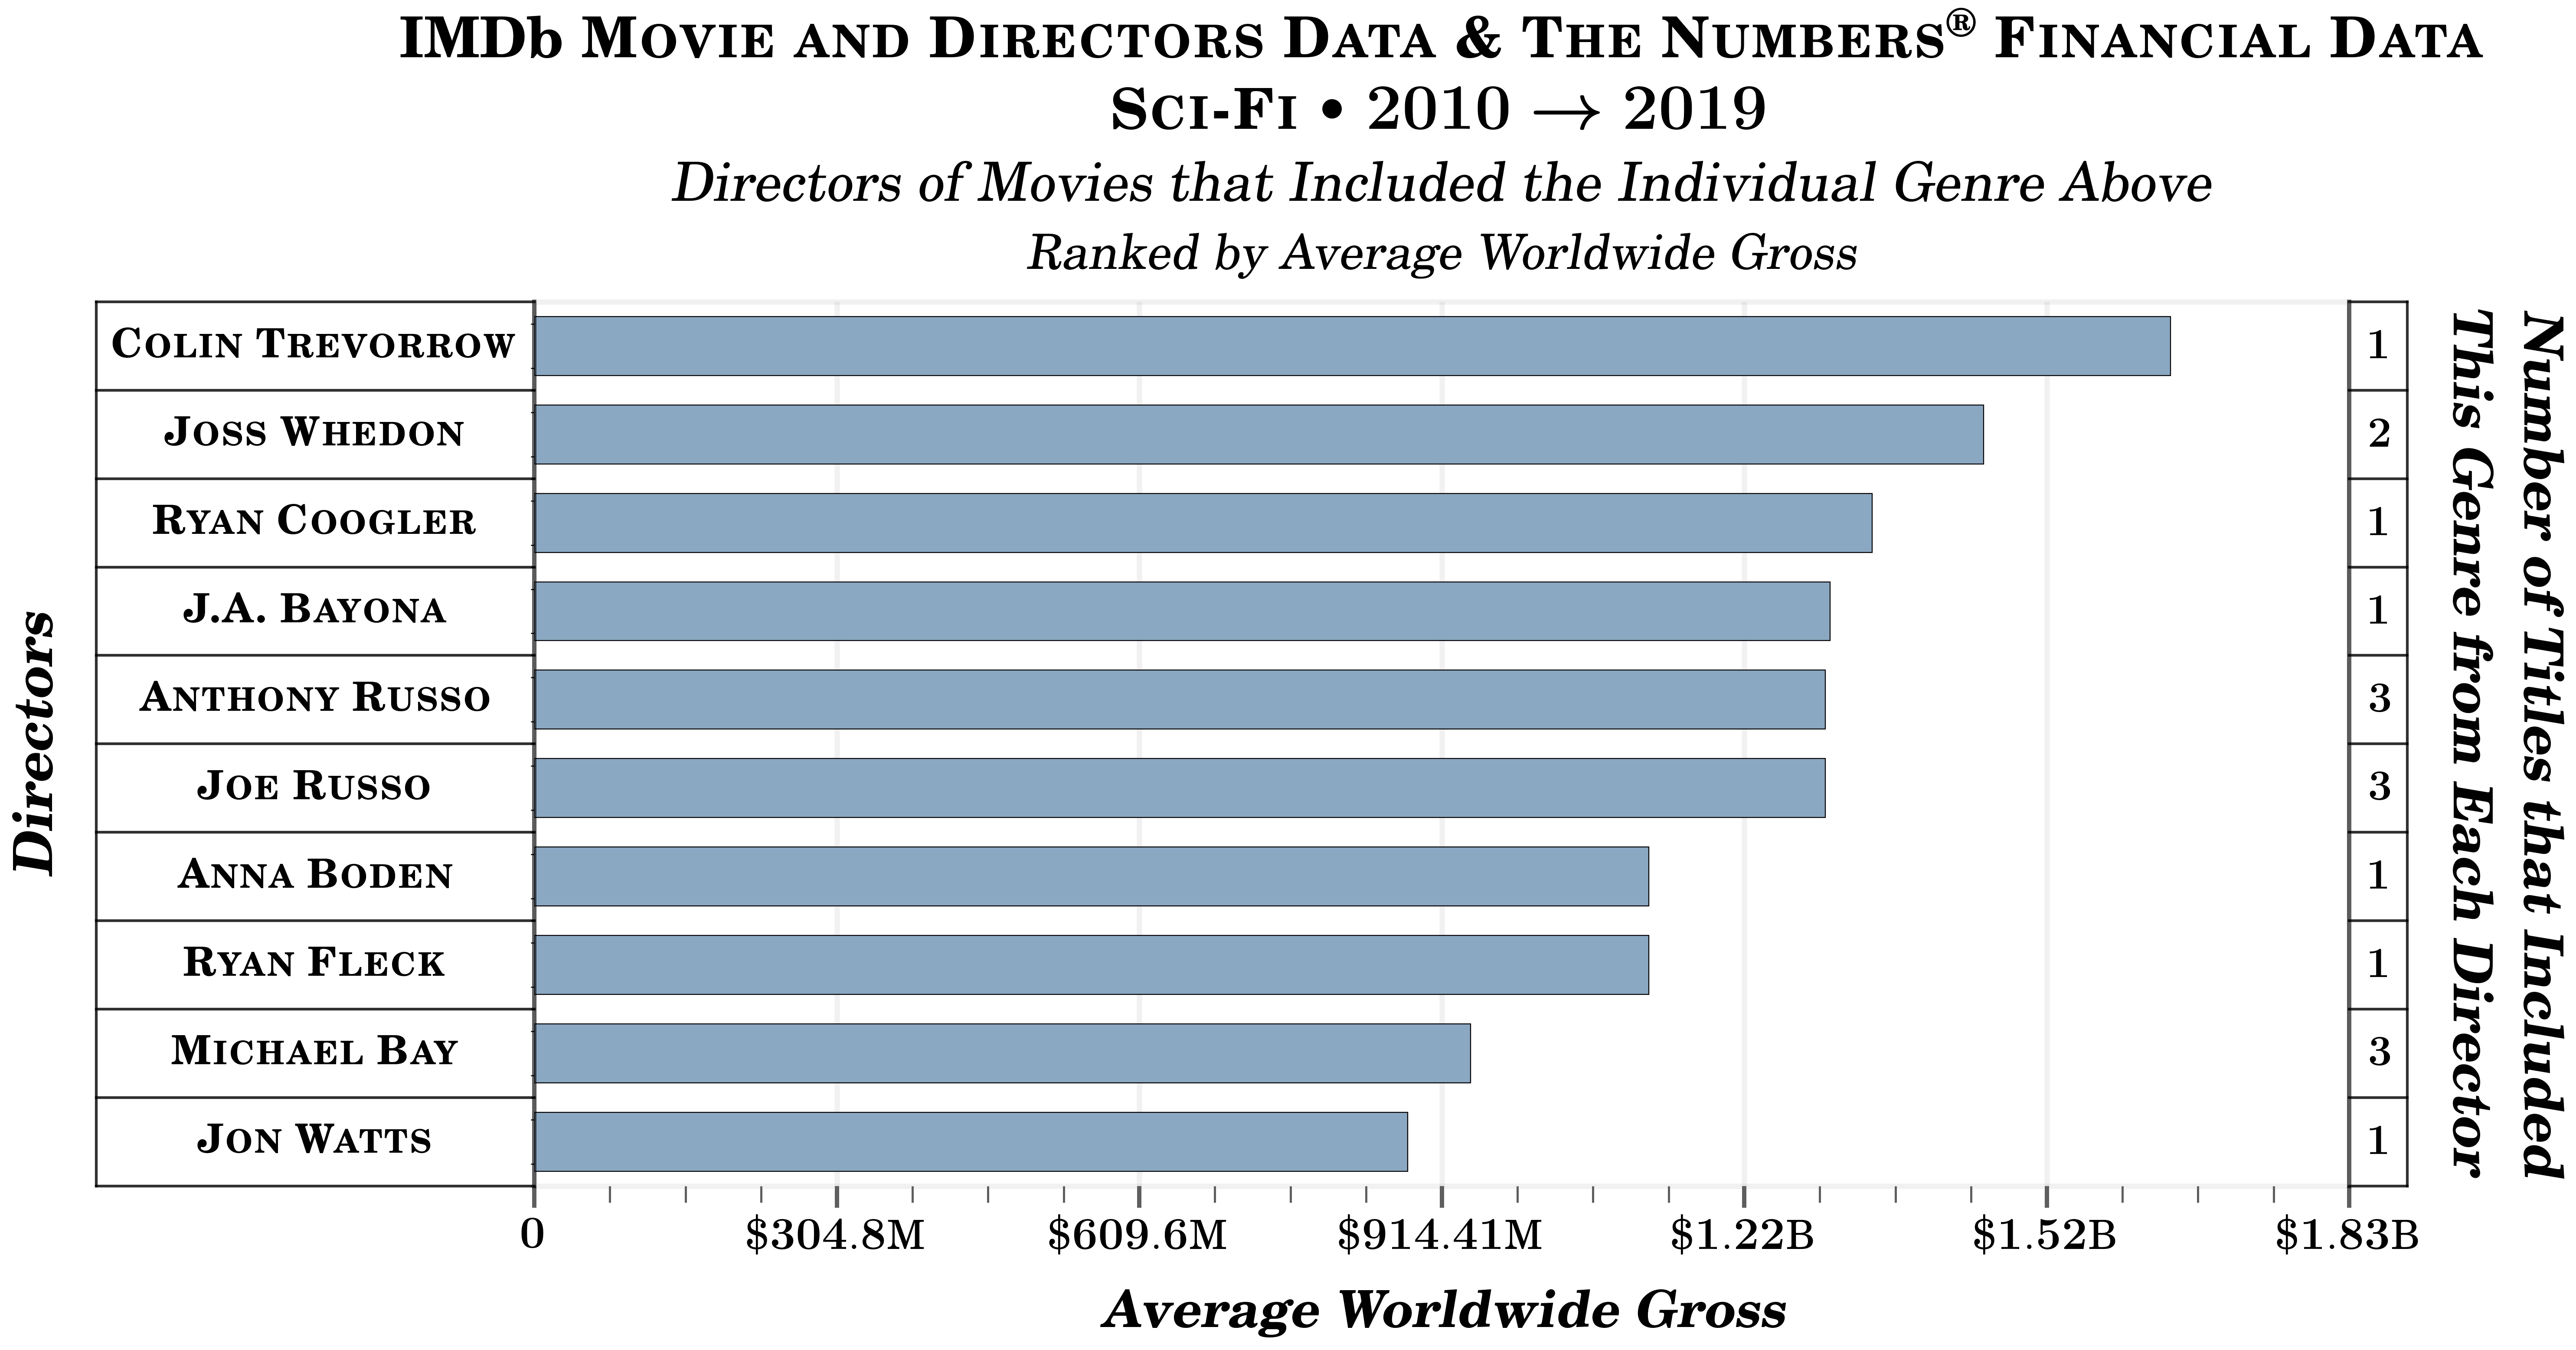 IMDb Movie and Directors Data & The Numbers® Financial Data
Sci-Fi • 2010 → 2019
Directors of Movies that Included the Individual Genre Above
Ranked by Average Worldwide Gross
Directors
Colin Trevorrow 1
Joss Whedon 2
Ryan Coogler 1
J.A. Bayona 1
Anthony Russo 3
Joe Russo 3
Anna Boden 1
Ryan Fleck 1
Michael Bay 3
Jon Watts 1
Number of Titles that Included
This Genre from Each Director
0 $304.8M $609.6M $914.41M $1.22B $1.52B $1.83B
Average Worldwide Gross